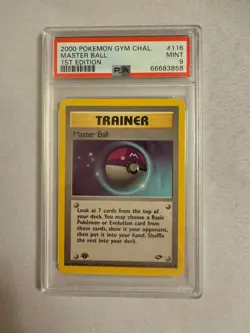 2000 POKEMON GYM CHAL. #116
MASTER BALL MINT
1ST EDITION 9
PSA 66683858
TRAINER
Master Ball
Look at 7 cards from the top of
your deck. You may choose a Basic
Pokémon or Evolution card from
those cards, show it your opponent,
then put it into your hand. Shuffle
the rest into your deck.